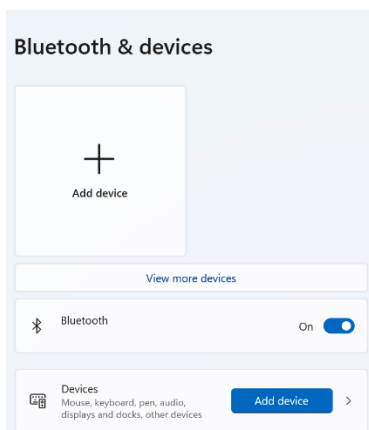 Bluetooth & devices
Add device
View more devices
Bluetooth
On
Devices
Mouse, keyboard, pen, audio,
displays and docks, other devices
Add device